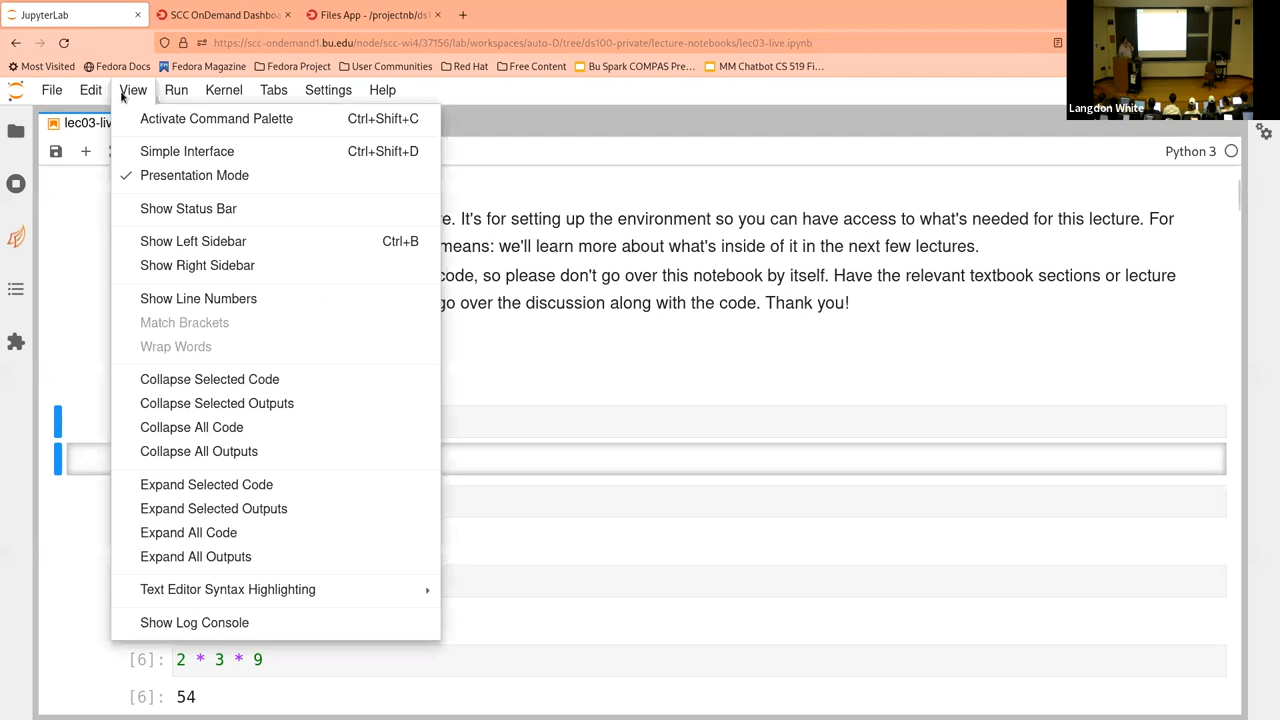 JupyterLab
SCC OnDemand Dashboa
Files App - /projectnb/ds1
https://scc-ondemand1.bu.edu/node/scc-wi4/37156/lab/workspaces/auto-D/tree/ds100-private/lecture-notebooks/lec03-live.ipynb
Most Visited
Fedora Docs
Fedora Magazine
Fedora Project
User Communities
Red Hat
Free Content
Bu Spark COMPAS Pre…
MM Chatbot CS 519 Fi…
Langdon White
File Edit View Run Kernel Tabs Settings Help
lec03-liv
Python 3
Activate Command Palette Ctrl+Shift+C
Simple Interface Ctrl+Shift+D
Presentation Mode
Show Status Bar
Show Left Sidebar Ctrl+B
Show Right Sidebar
Show Line Numbers
Match Brackets
Wrap Words
Collapse Selected Code
Collapse Selected Outputs
Collapse All Code
Collapse All Outputs
Expand Selected Code
Expand Selected Outputs
Expand All Code
Expand All Outputs
Text Editor Syntax Highlighting
Show Log Console
e. It's for setting up the environment so you can have access to what's needed for this lecture. For
means: we'll learn more about what's inside of it in the next few lectures.
code, so please don't go over this notebook by itself. Have the relevant textbook sections or lecture
go over the discussion along with the code. Thank you!
[6]: 2 * 3 * 9
[6]: 54